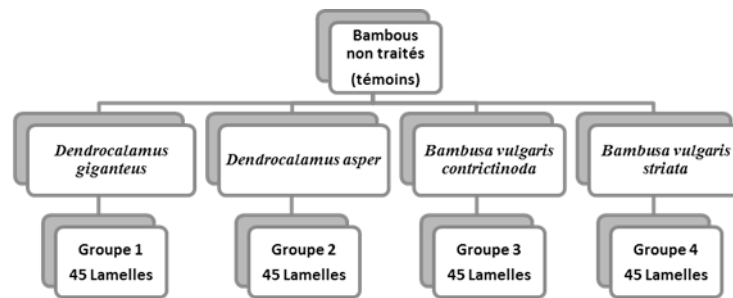 Bambous
non traités
(témoins)
Dendrocalamus
giganteus
Dendrocalamus asper
Bambusa vulgaris
contrictinoda
Bambusa vulgaris
striata
Groupe 1
45 Lamelles
Groupe 2
45 Lamelles
Groupe 3
45 Lamelles
Groupe 4
45 Lamelles